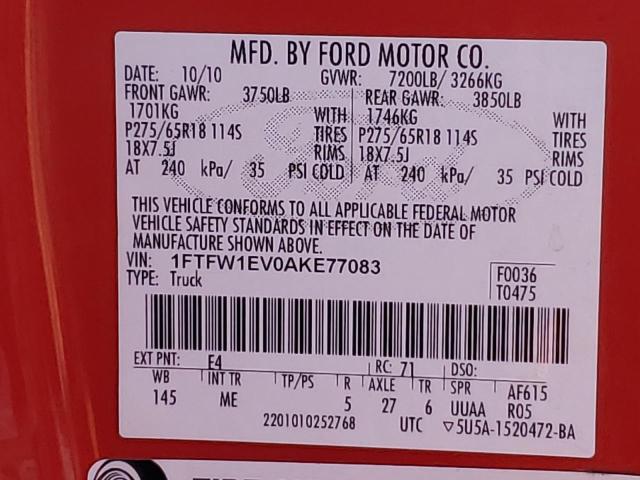 MFD. BY FORD MOTOR CO.
DATE: 10/10 GVWR: 7200LB/ 3266KG
FRONT GAWR: 3750LB REAR GAWR: 3850LB
1701KG WITH 1746KG WITH
P275/65R18 114S TIRES P275/65R18 114S TIRES
18X7.5J RIMS 18X7.5J RIMS
AT 240 kPa/ 35 PSI COLD AT 240 kPa/ 35 PSI COLD
THIS VEHICLE CONFORMS TO ALL APPLICABLE FEDERAL MOTOR
VEHICLE SAFETY STANDARDS IN EFFECT ON THE DATE OF
MANUFACTURE SHOWN ABOVE.
VIN: 1FTFW1EV0AKE77083 F0036
TYPE: Truck T0475
EXT PNT: F4 RC: 71 DSO:
WB INT TR TP/PS R AXLE TR SPR AF615
145 ME 5 27 6 UUAA R05
2201010252768 UTC ▽5U5A-1520472-BA